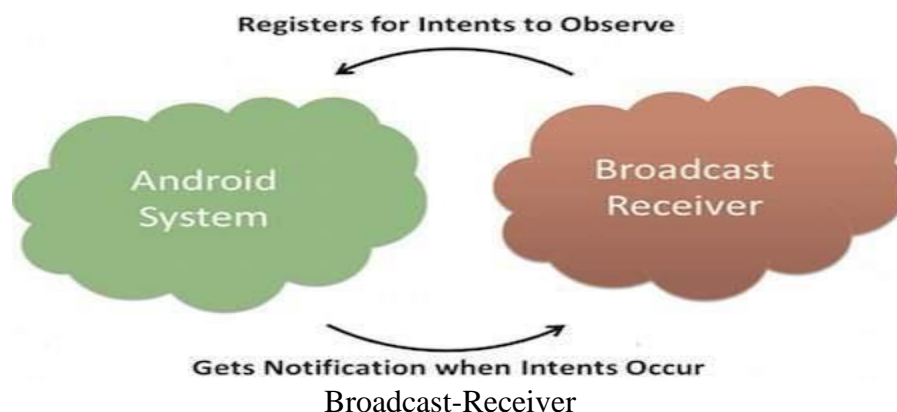 Registers for Intents to Observe
Android
System
Broadcast
Receiver
Gets Notification when Intents Occur
Broadcast-Receiver